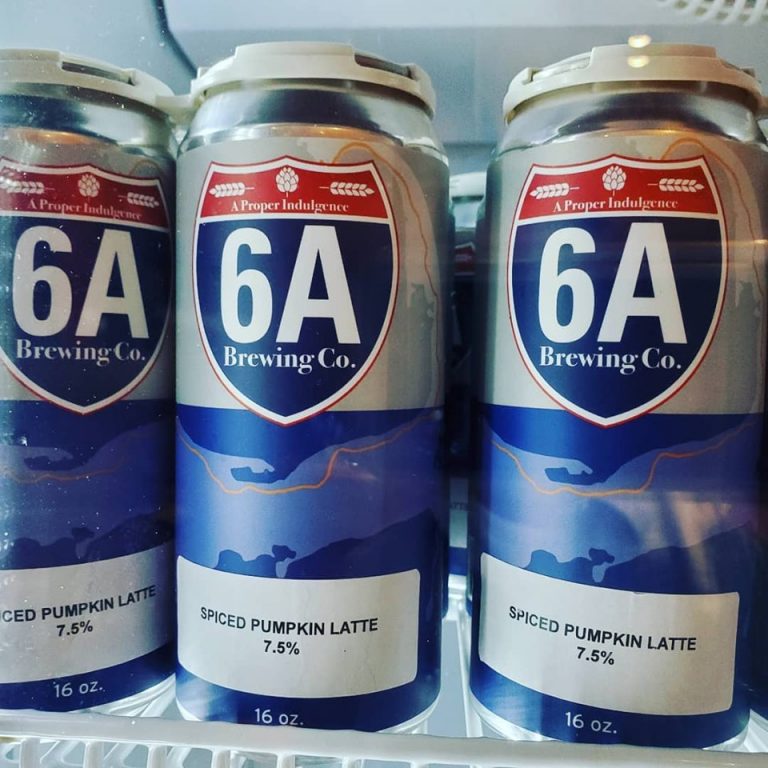 A Proper Indulgence
6A
Brewing Co.
ICED PUMPKIN LATTE
7.5%
16 oz.
A Proper Indulgence
6A
Brewing Co.
SPICED PUMPKIN LATTE
7.5%
16 oz.
A Proper Indulgence
6A
Brewing Co.
SPICED PUMPKIN LATTE
7.5%
16 oz.